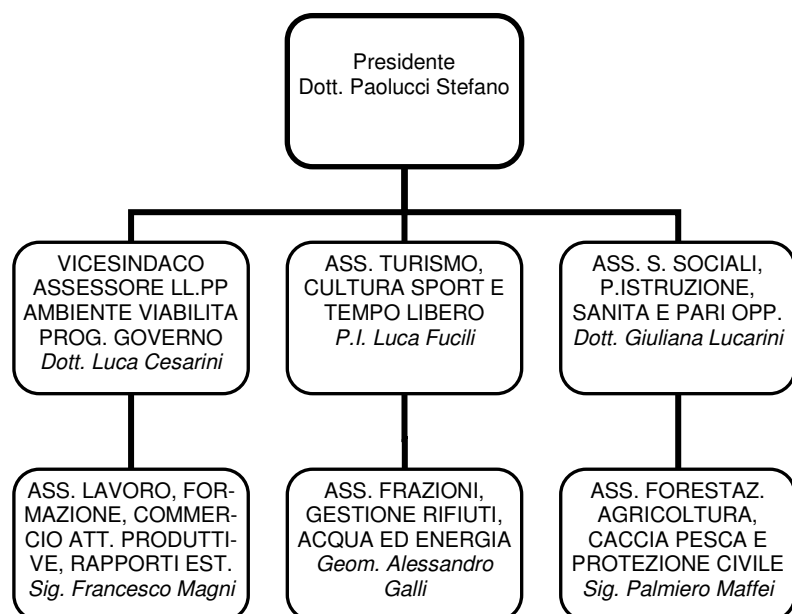 Presidente
Dott. Paolucci Stefano
VICESINDACO
ASSESSORE LL.PP
AMBIENTE VIABILITA
PROG. GOVERNO
Dott. Luca Cesarini
ASS. TURISMO,
CULTURA SPORT E
TEMPO LIBERO
P.I. Luca Fucili
ASS. S. SOCIALI,
P.ISTRUZIONE,
SANITA E PARI OPP.
Dott. Giuliana Lucarini
ASS. LAVORO, FOR-
MAZIONE, COMMER-
CIO ATT. PRODUTTI-
VE, RAPPORTI EST.
Sig. Francesco Magni
ASS. FRAZIONI,
GESTIONE RIFIUTI,
ACQUA ED ENERGIA
Geom. Alessandro
Galli
ASS. FORESTAZ.
AGRICOLTURA,
CACCIA PESCA E
PROTEZIONE CIVILE
Sig. Palmiero Maffei